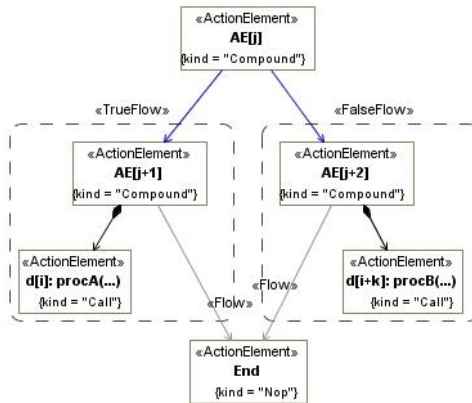 «ActionElement»
AE[j]
{kind = "Compound"}
«TrueFlow»
«FalseFlow»
«ActionElement»
AE[j+1]
{kind = "Compound"}
«ActionElement»
AE[j+2]
{kind = "Compound"}
«ActionElement»
d[i]: procA(...)
{kind = "Call"}
«ActionElement»
d[i+k]: procB(...)
{kind = "Call"}
«Flow»
«Flow»
«ActionElement»
End
{kind = "Nop"}